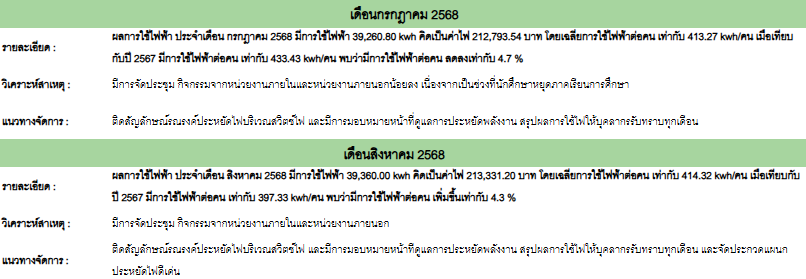 เดือนกรกฎาคม 2568
รายละเอียด : ผลการใช้ไฟฟ้า ประจำเดือน กรกฎาคม 2568 มีการใช้ไฟฟ้า 39,260.80 kwh คิดเป็นค่าไฟ 212,793.54 บาท โดยเฉลี่ยการใช้ไฟฟ้าต่อคน เท่ากับ 413.27 kwh/คน เมื่อเทียบ
กับปี 2567 มีการใช้ไฟฟ้าต่อคน เท่ากับ 433.43 kwh/คน พบว่ามีการใช้ไฟฟ้าต่อคน ลดลงเท่ากับ 4.7 %
วิเคราะห์สาเหตุ : มีการจัดประชุม กิจกรรมจากหน่วยงานภายในและหน่วยงานภายนอกน้อยลง เนื่องจากเป็นช่วงที่นักศึกษาหยุดภาคเรียนการศึกษา
แนวทางจัดการ : ติดสัญลักษณ์รณรงค์ประหยัดไฟบริเวณสวิตซ์ไฟ และมีการมอบหมายหน้าที่ดูแลการประหยัดพลังงาน สรุปผลการใช้ไฟให้บุคลากรรับทราบทุกเดือน
เดือนสิงหาคม 2568
รายละเอียด : ผลการใช้ไฟฟ้า ประจำเดือน สิงหาคม 2568 มีการใช้ไฟฟ้า 39,360.00 kwh คิดเป็นค่าไฟ 213,331.20 บาท โดยเฉลี่ยการใช้ไฟฟ้าต่อคน เท่ากับ 414.32 kwh/คน เมื่อเทียบกับ
ปี 2567 มีการใช้ไฟฟ้าต่อคน เท่ากับ 397.33 kwh/คน พบว่ามีการใช้ไฟฟ้าต่อคน เพิ่มขึ้นเท่ากับ 4.3 %
วิเคราะห์สาเหตุ : มีการจัดประชุม กิจกรรมจากหน่วยงานภายในและหน่วยงานภายนอก
แนวทางจัดการ : ติดสัญลักษณ์รณรงค์ประหยัดไฟบริเวณสวิตซ์ไฟ และมีการมอบหมายหน้าที่ดูแลการประหยัดพลังงาน สรุปผลการใช้ไฟให้บุคลากรรับทราบทุกเดือน และจัดประกวดแผนก
ประหยัดไฟดีเด่น